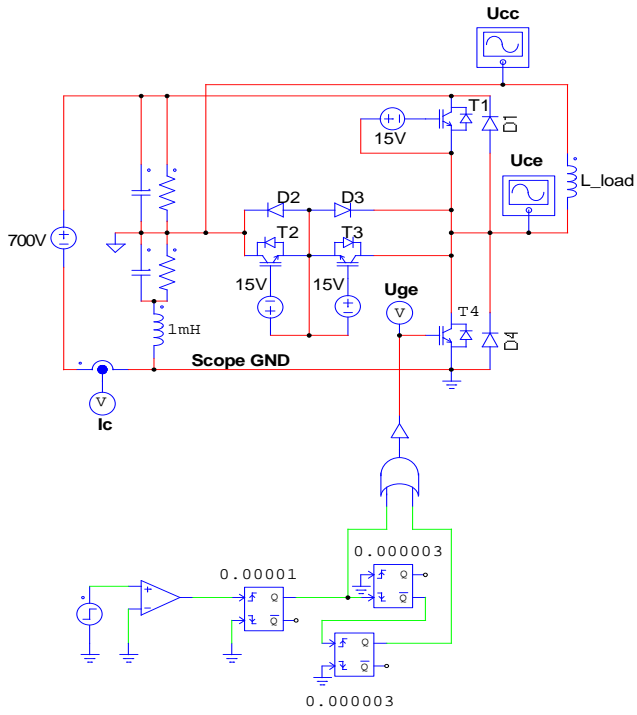 Ucc
T1
D1
15V
Uce
L_load
D2
D3
700V
T2
T3
15V
15V
Uge
V
T4
D4
1mH
Scope GND
V
Ic
0.000003
0.00001
Q
Q
Q
Q
Q
Q
0.000003